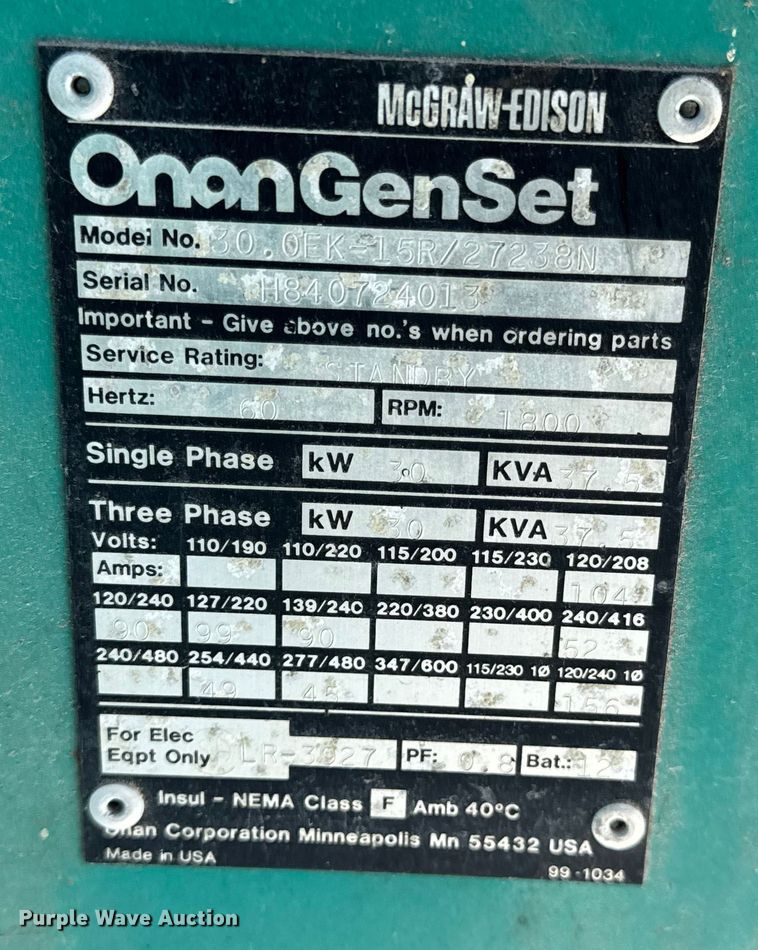 McGRAW-EDISON
Onan GenSet
Model No. 30.0EK-15R/27238N
Serial No. H840724013
Important - Give above no.'s when ordering parts
Service Rating: STANDBY
Hertz: 60 RPM: 1800
Single Phase kW 30 KVA 37.5
Three Phase kW 30 KVA 37.5
Volts: 110/190 110/220 115/200 115/230 120/208
Amps: 104
120/240 127/220 139/240 220/380 230/400 240/416
90 99 90 52
240/480 254/440 277/480 347/600 115/230 1Ø 120/240 1Ø
49 45 156
For Elec
Eqpt Only LR-3927 PF: 0.8 Bat.: 12
Insul - NEMA Class F Amb 40°C
Onan Corporation Minneapolis Mn 55432 USA
Made in USA 99-1034
Purple Wave Auction